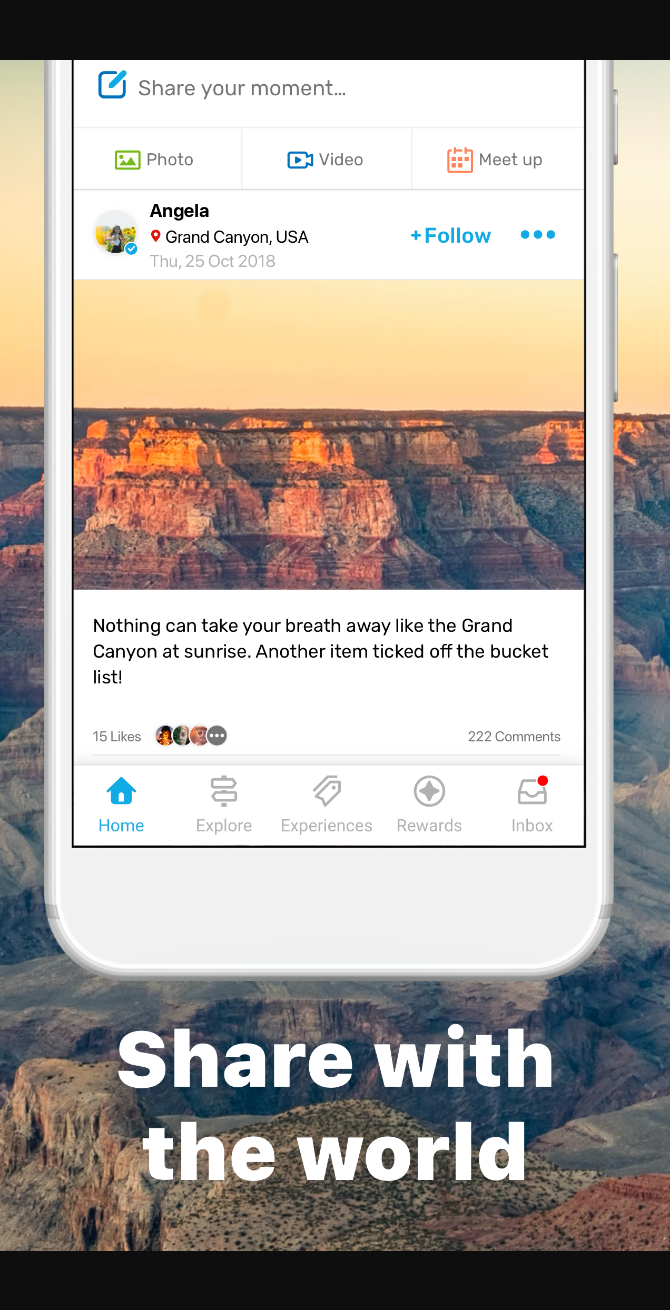 Share your moment...
Photo
Video
Meet up
Angela
Grand Canyon, USA
+Follow
Thu, 25 Oct 2018
Nothing can take your breath away like the Grand
Canyon at sunrise. Another item ticked off the bucket
list!
15 Likes
222 Comments
Home
Explore
Experiences
Rewards
Inbox
Share with
the world